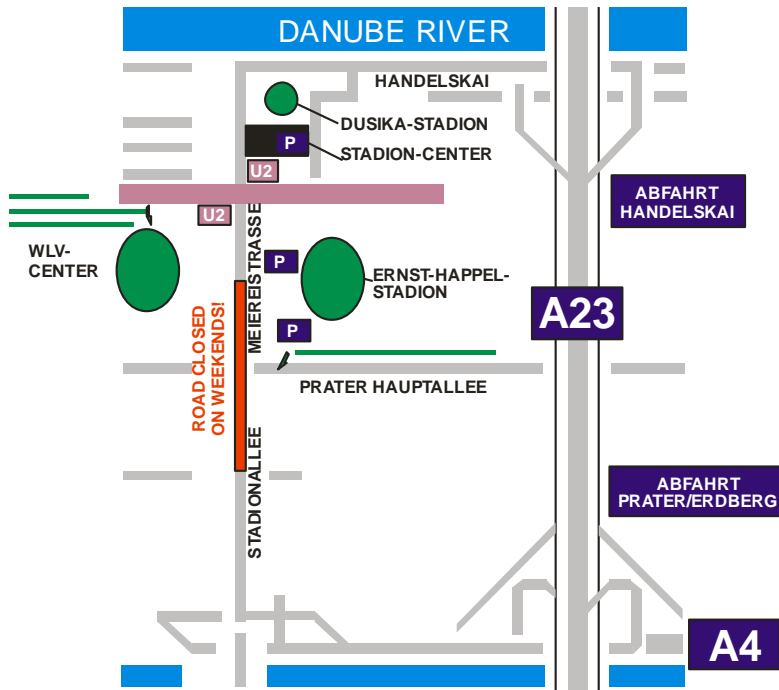 DANUBE RIVER
HANDELSKAI
DUSIKA-STADION
P
STADION-CENTER
U2
ABFAHRT
HANDELSKAI
U2
MEIEREISTRASSE
WLV-
CENTER
P
ERNST-HAPPEL-
STADION
A23
P
ROAD CLOSED
ON WEEKENDS!
PRATER HAUPTALLEE
STADIONALLEE
ABFAHRT
PRATER/ERDBERG
A4